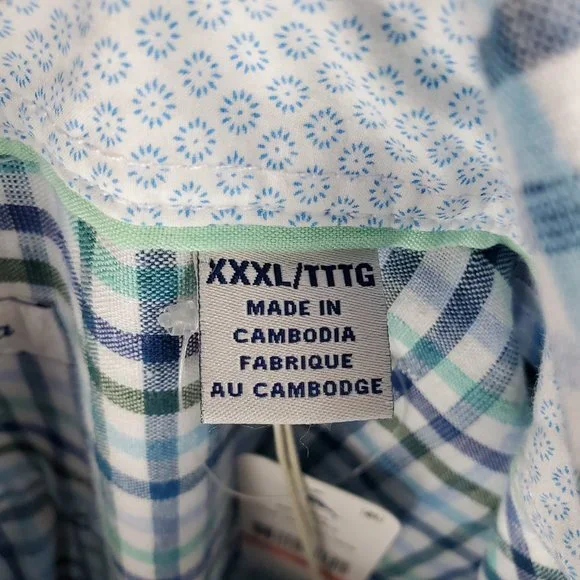 XXXL/TTTG
MADE IN
CAMBODIA
FABRIQUE
AU CAMBODGE